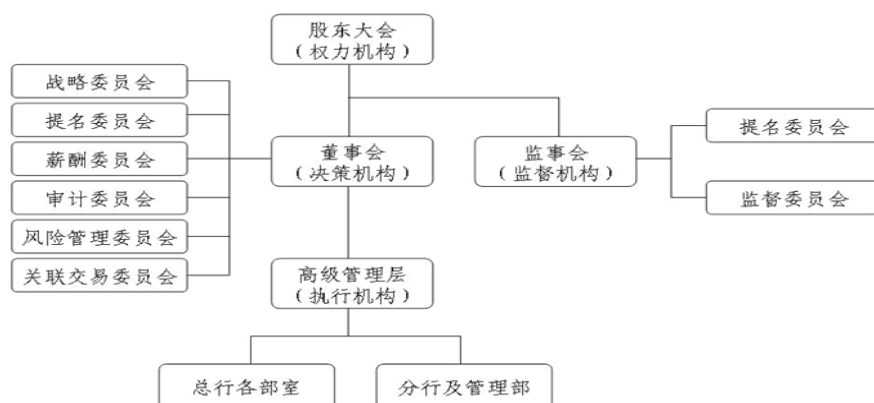 股东大会
（权力机构）
战略委员会
提名委员会
薪酬委员会
审计委员会
风险管理委员会
关联交易委员会
董事会
（决策机构）
监事会
（监督机构）
提名委员会
监督委员会
高级管理层
（执行机构）
总行各部室
分行及管理部